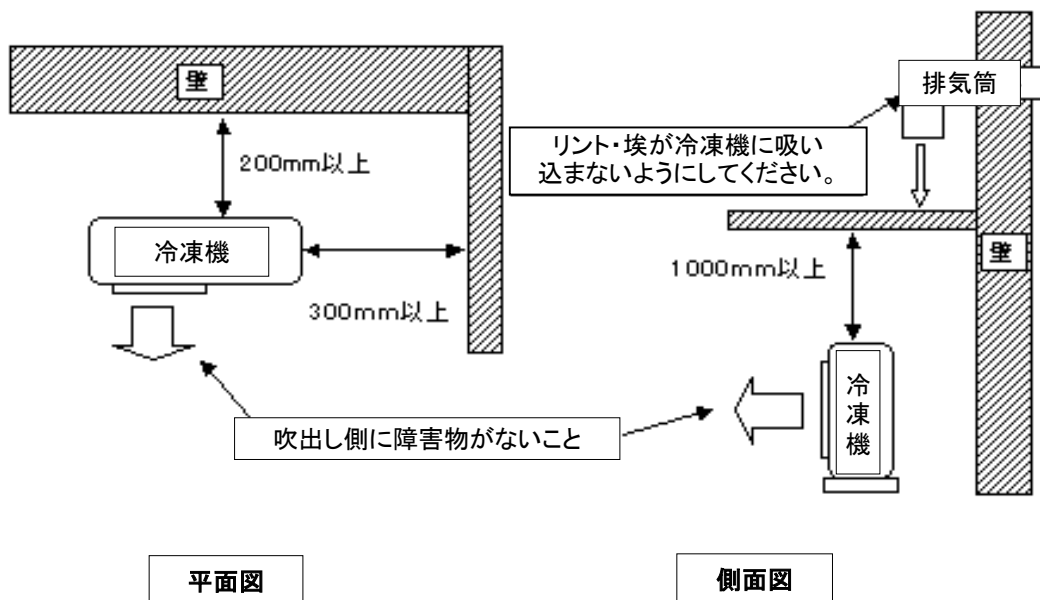 壁
200mm以上
冷凍機
300mm以上
排気筒
リント・埃が冷凍機に吸い
込まないようにしてください。
壁
1000mm以上
冷凍機
吹出し側に障害物がないこと
平面図
側面図